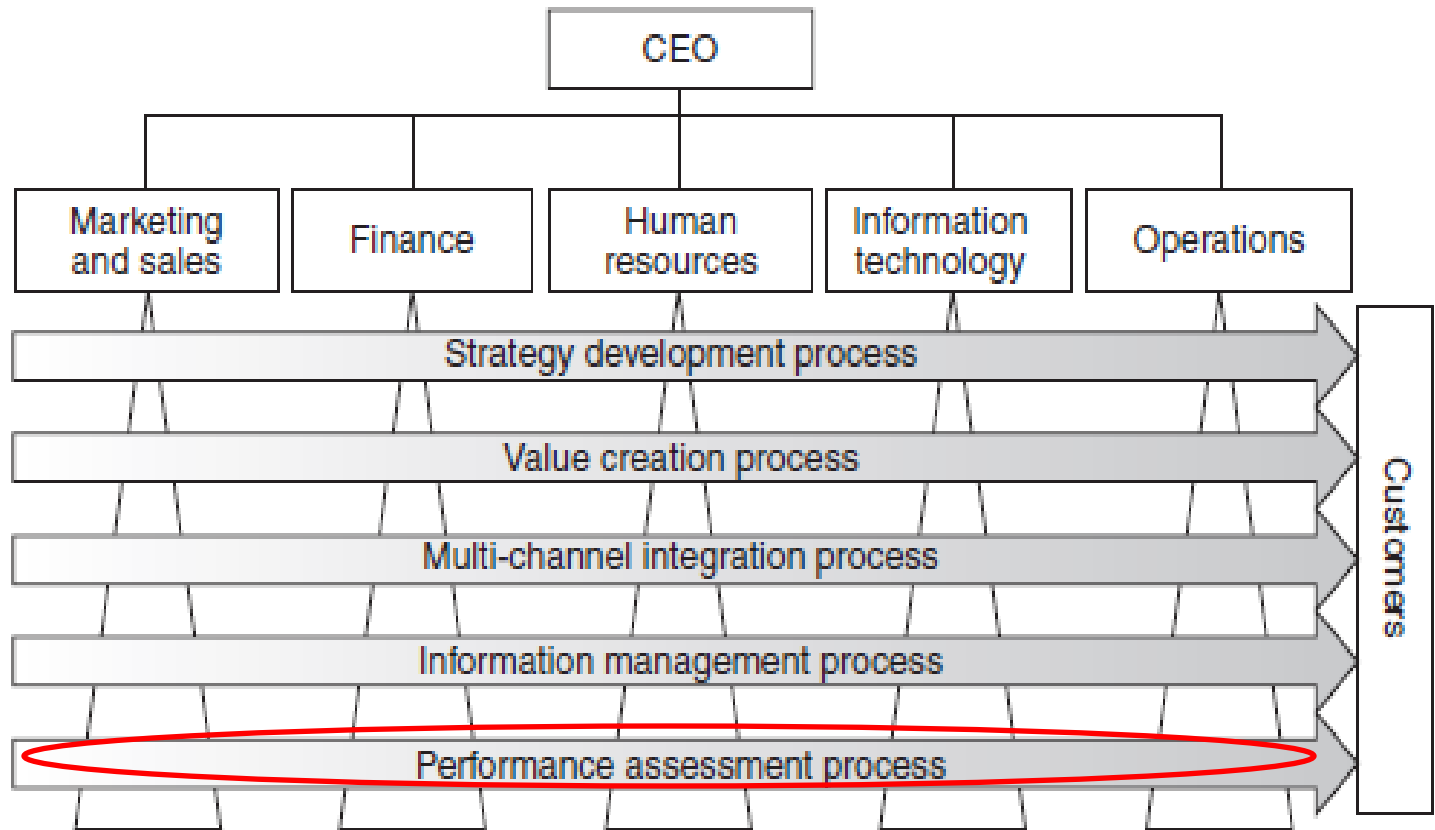 CEO
Marketing
and sales
Finance
Human
resources
Information
technology
Operations
Strategy development process
Value creation process
Multi-channel integration process
Information management process
Performance assessment process
Customers